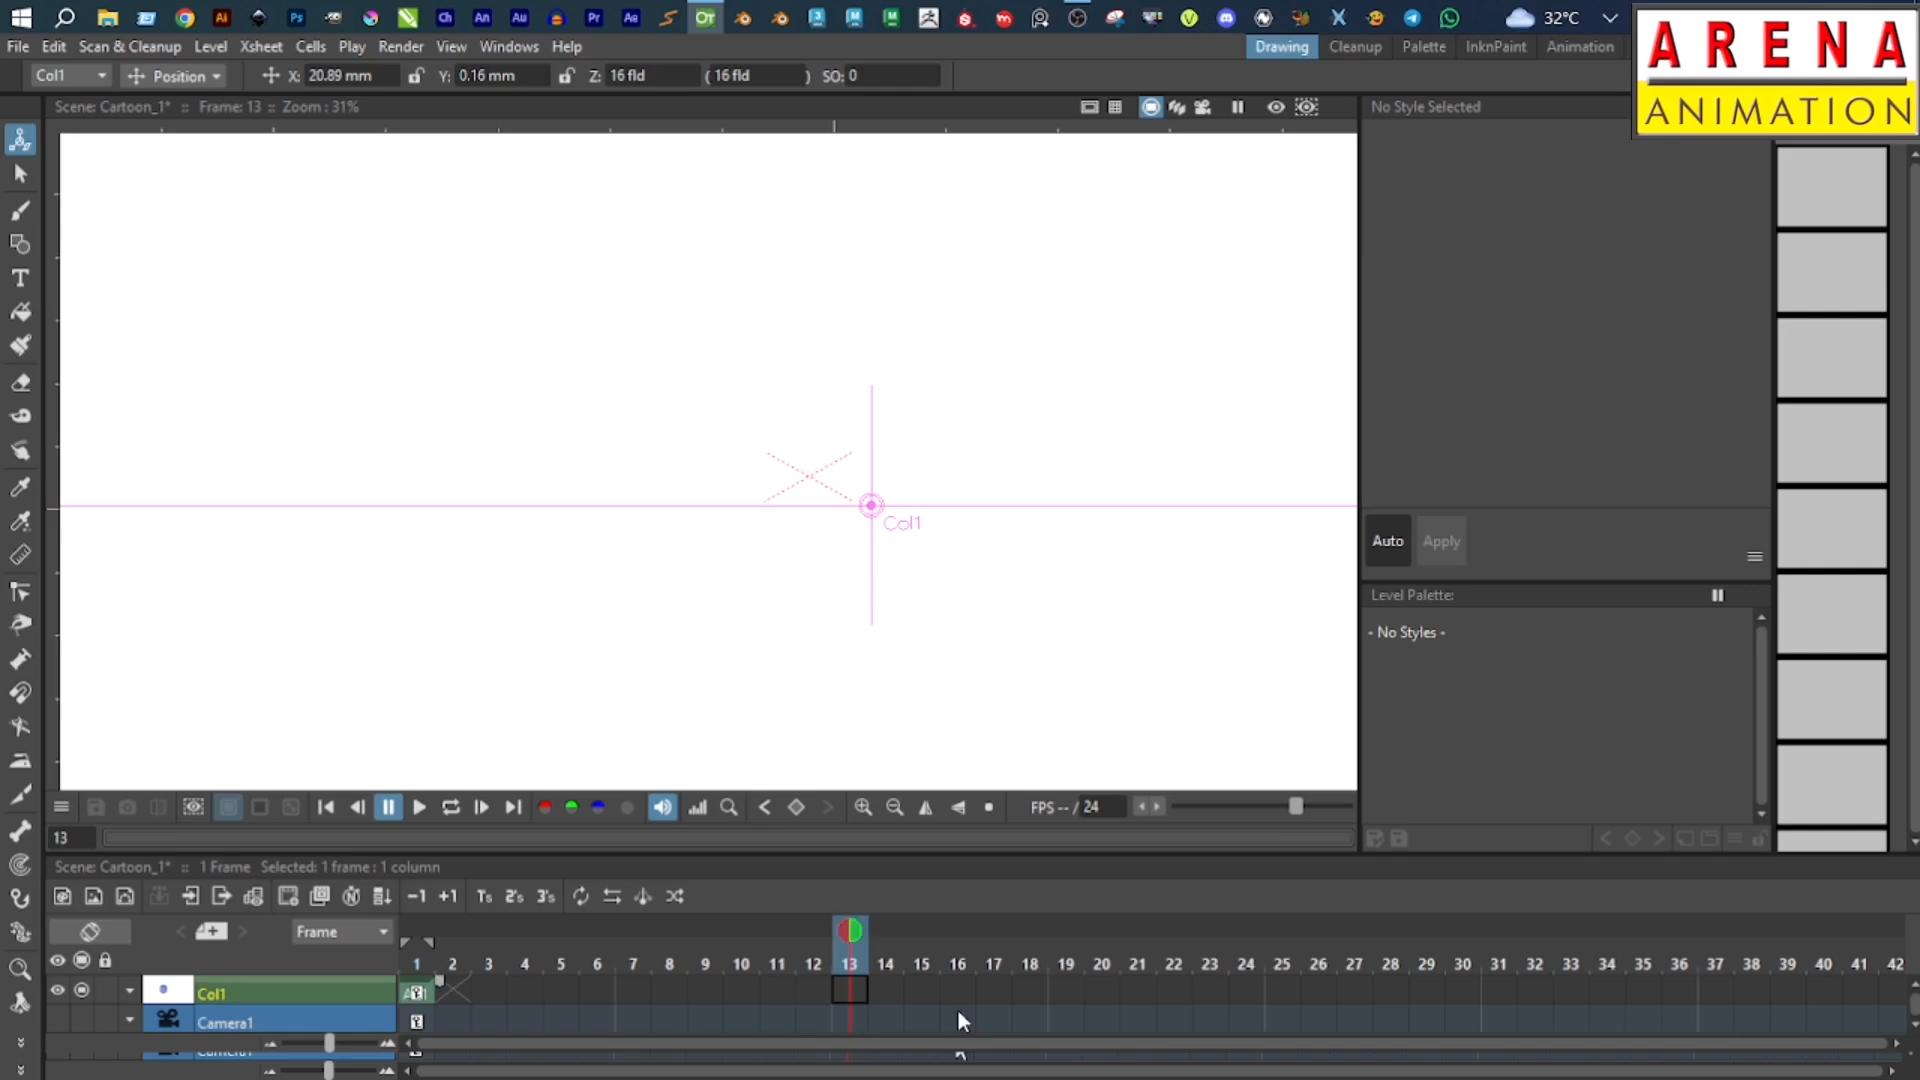 32°C
File Edit Scan & Cleanup Level Xsheet Cells Play Render View Windows Help
Drawing Cleanup Palette InknPaint Animation
ARENA
ANIMATION
Col1 Position X: 20.89 mm Y: 0.16 mm Z: 16 fld ( 16 fld ) SO: 0
Scene: Cartoon_1* :: Frame: 13 :: Zoom : 31%
No Style Selected
Col1
Auto Apply
Level Palette:
- No Styles -
FPS -- / 24
13
Scene: Cartoon_1* :: 1 Frame Selected: 1 frame : 1 column
-1 +1 1's 2's 3's
Frame
1 2 3 4 5 6 7 8 9 10 11 12 13 14 15 16 17 18 19 20 21 22 23 24 25 26 27 28 29 30 31 32 33 34 35 36 37 38 39 40 41 42
Col1
Camera1